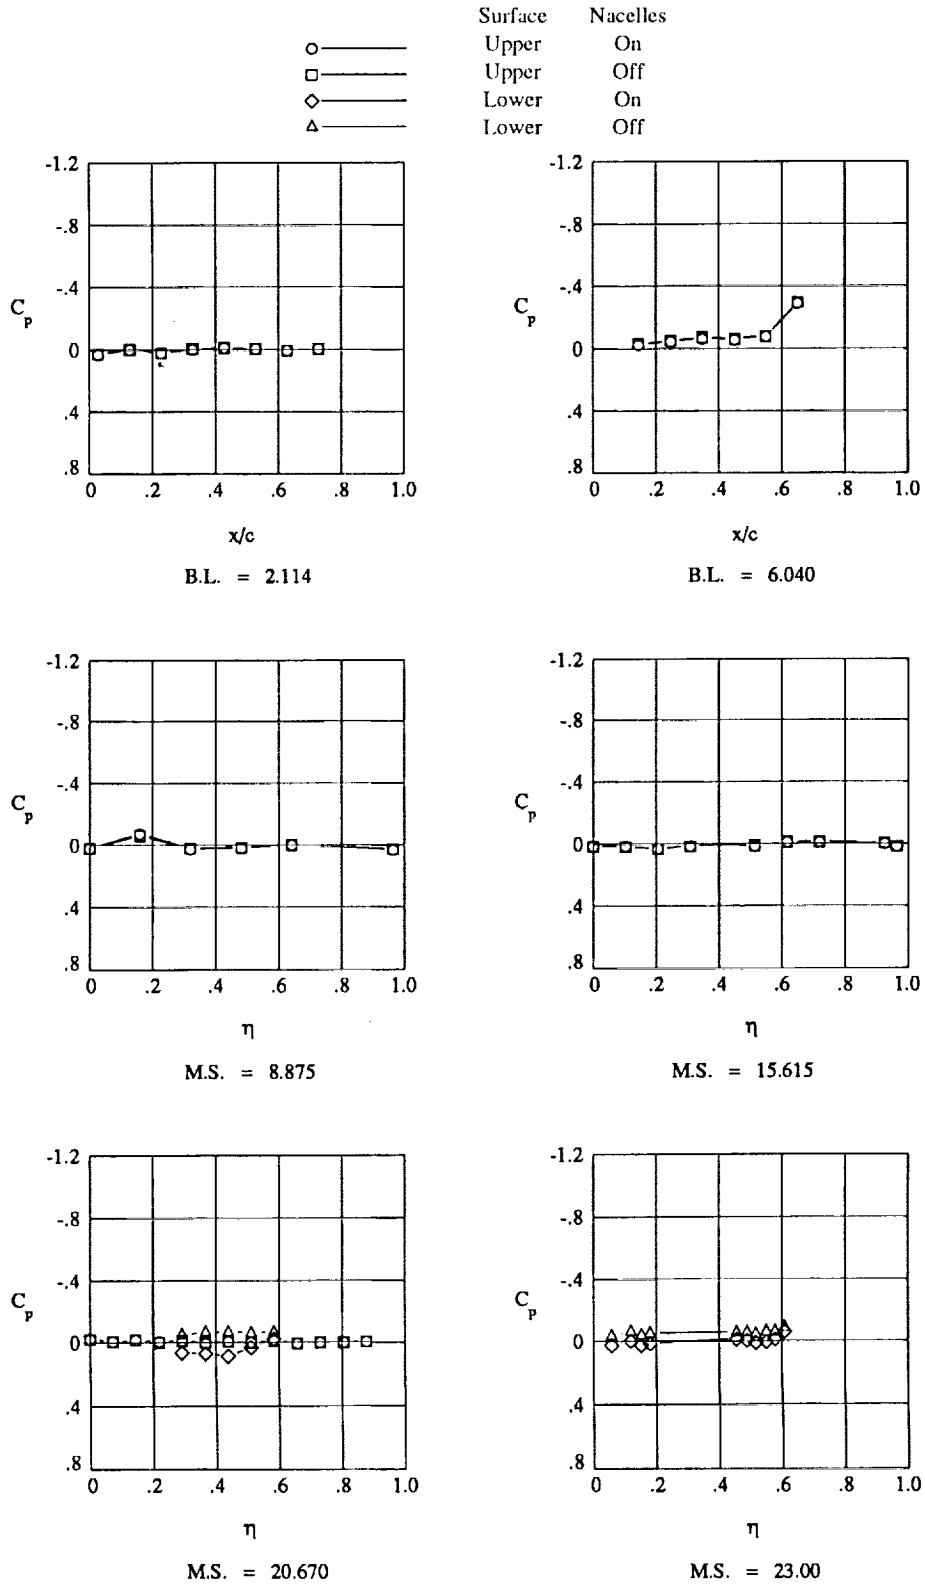 Surface Nacelles
Upper On
Upper Off
Lower On
Lower Off
-1.2
-.8
-.4
0
.4
.8
C_p
0 .2 .4 .6 .8 1.0
x/c
B.L. = 2.114
-1.2
-.8
-.4
0
.4
.8
C_p
0 .2 .4 .6 .8 1.0
x/c
B.L. = 6.040
-1.2
-.8
-.4
0
.4
.8
C_p
0 .2 .4 .6 .8 1.0
η
M.S. = 8.875
-1.2
-.8
-.4
0
.4
.8
C_p
0 .2 .4 .6 .8 1.0
η
M.S. = 15.615
-1.2
-.8
-.4
0
.4
.8
C_p
0 .2 .4 .6 .8 1.0
η
M.S. = 20.670
-1.2
-.8
-.4
0
.4
.8
C_p
0 .2 .4 .6 .8 1.0
η
M.S. = 23.00